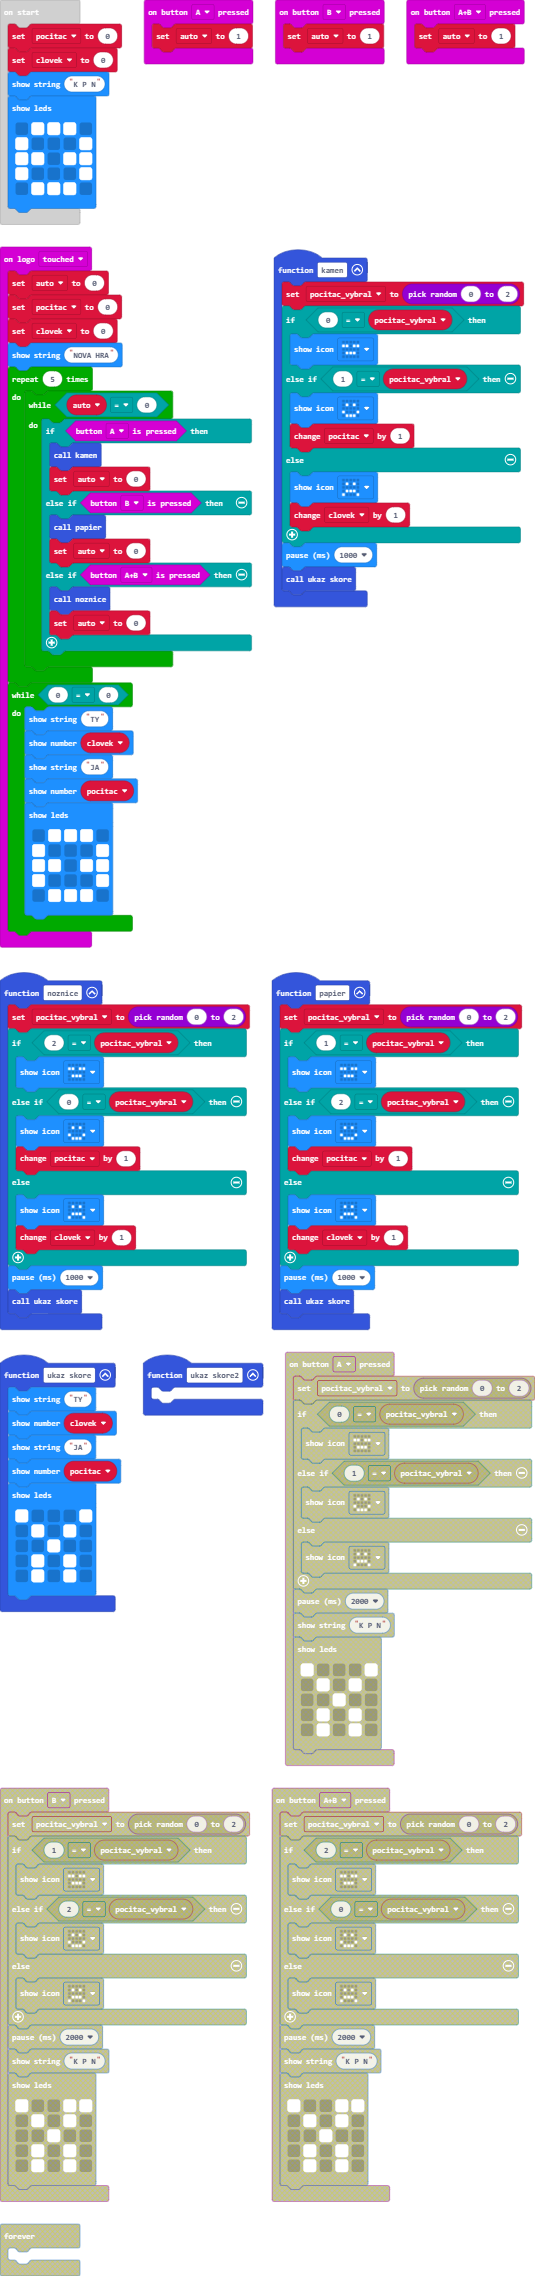 on start
set pocitac to 0
set clovek to 0
show string "K P N"
show leds
on button A pressed
set auto to 1
on button B pressed
set auto to 1
on button A+B pressed
set auto to 1
on logo touched
set auto to 0
set pocitac to 0
set clovek to 0
show string "NOVA HRA"
repeat 5 times
do
while auto = 0
do
if button A is pressed then
call kamen
set auto to 0
else if button B is pressed then
call papier
set auto to 0
else if button A+B is pressed then
call noznice
set auto to 0
while 0 = 0
do
show string "TY"
show number clovek
show string "JA"
show number pocitac
show leds
function kamen
set pocitac_vybral to pick random 0 to 2
if 0 = pocitac_vybral then
show icon
else if 1 = pocitac_vybral then
show icon
change pocitac by 1
else
show icon
change clovek by 1
pause (ms) 1000
call ukaz skore
function noznice
set pocitac_vybral to pick random 0 to 2
if 2 = pocitac_vybral then
show icon
else if 0 = pocitac_vybral then
show icon
change pocitac by 1
else
show icon
change clovek by 1
pause (ms) 1000
call ukaz skore
function papier
set pocitac_vybral to pick random 0 to 2
if 1 = pocitac_vybral then
show icon
else if 2 = pocitac_vybral then
show icon
change pocitac by 1
else
show icon
change clovek by 1
pause (ms) 1000
call ukaz skore
function ukaz skore
show string "TY"
show number clovek
show string "JA"
show number pocitac
show leds
function ukaz skore2
on button A pressed
set pocitac_vybral to pick random 0 to 2
if 0 = pocitac_vybral then
show icon
else if 1 = pocitac_vybral then
show icon
else
show icon
pause (ms) 2000
show string "K P N"
show leds
on button B pressed
set pocitac_vybral to pick random 0 to 2
if 1 = pocitac_vybral then
show icon
else if 2 = pocitac_vybral then
show icon
else
show icon
pause (ms) 2000
show string "K P N"
show leds
on button A+B pressed
set pocitac_vybral to pick random 0 to 2
if 2 = pocitac_vybral then
show icon
else if 0 = pocitac_vybral then
show icon
else
show icon
pause (ms) 2000
show string "K P N"
show leds
forever